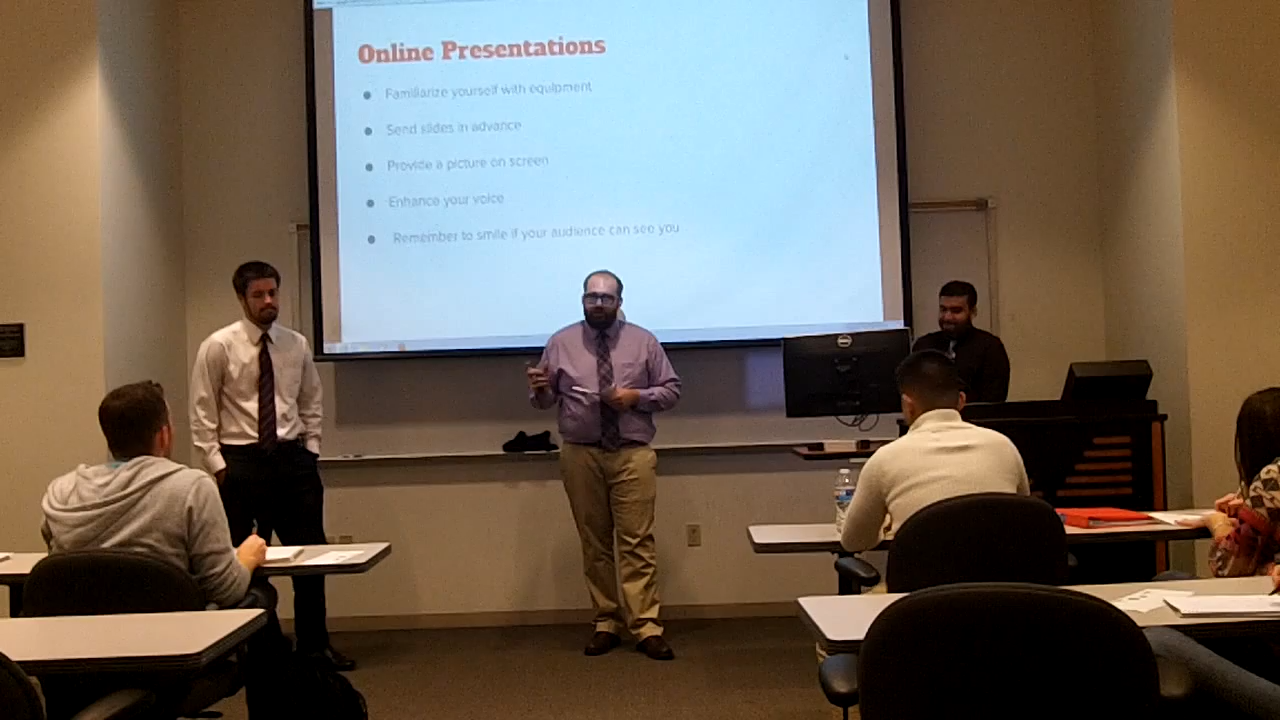 Online Presentations
Familiarize yourself with equipment
Send slides in advance
Provide a picture on screen
Enhance your voice
Remember to smile if your audience can see you
DELL